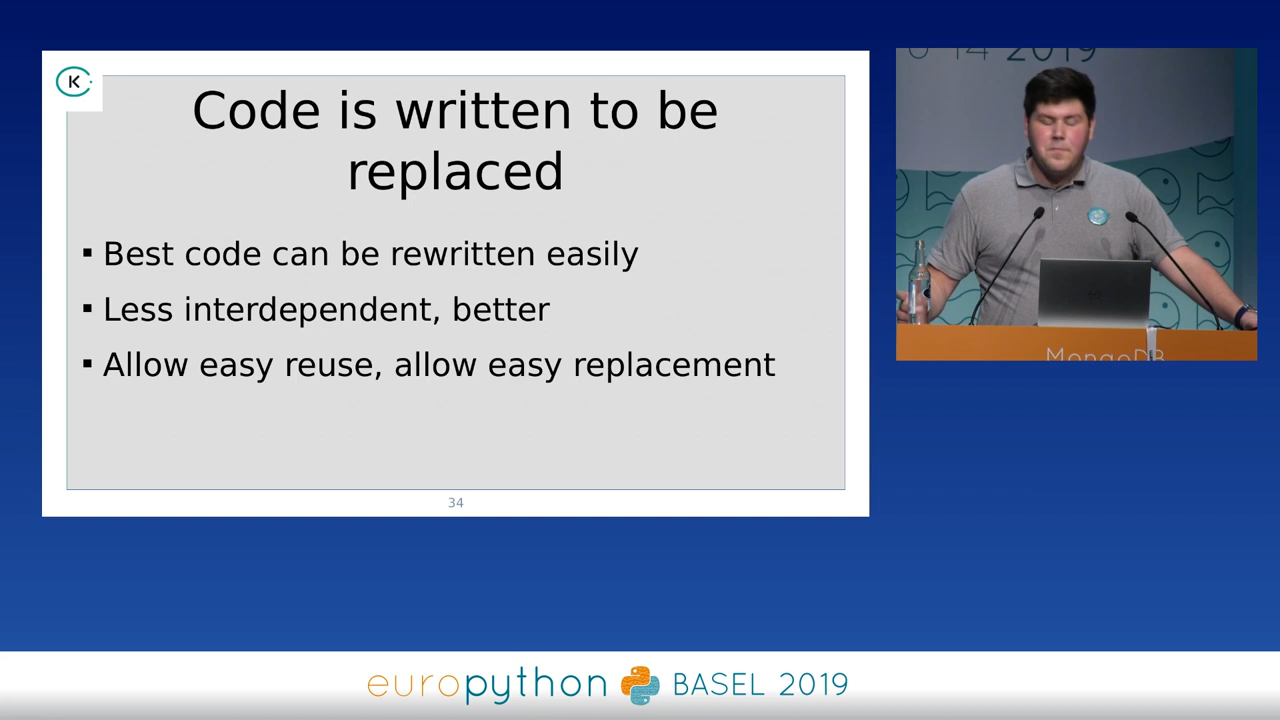 K
Code is written to be
replaced
▪ Best code can be rewritten easily
▪ Less interdependent, better
▪ Allow easy reuse, allow easy replacement
34
2019
MongoDB
europython BASEL 2019